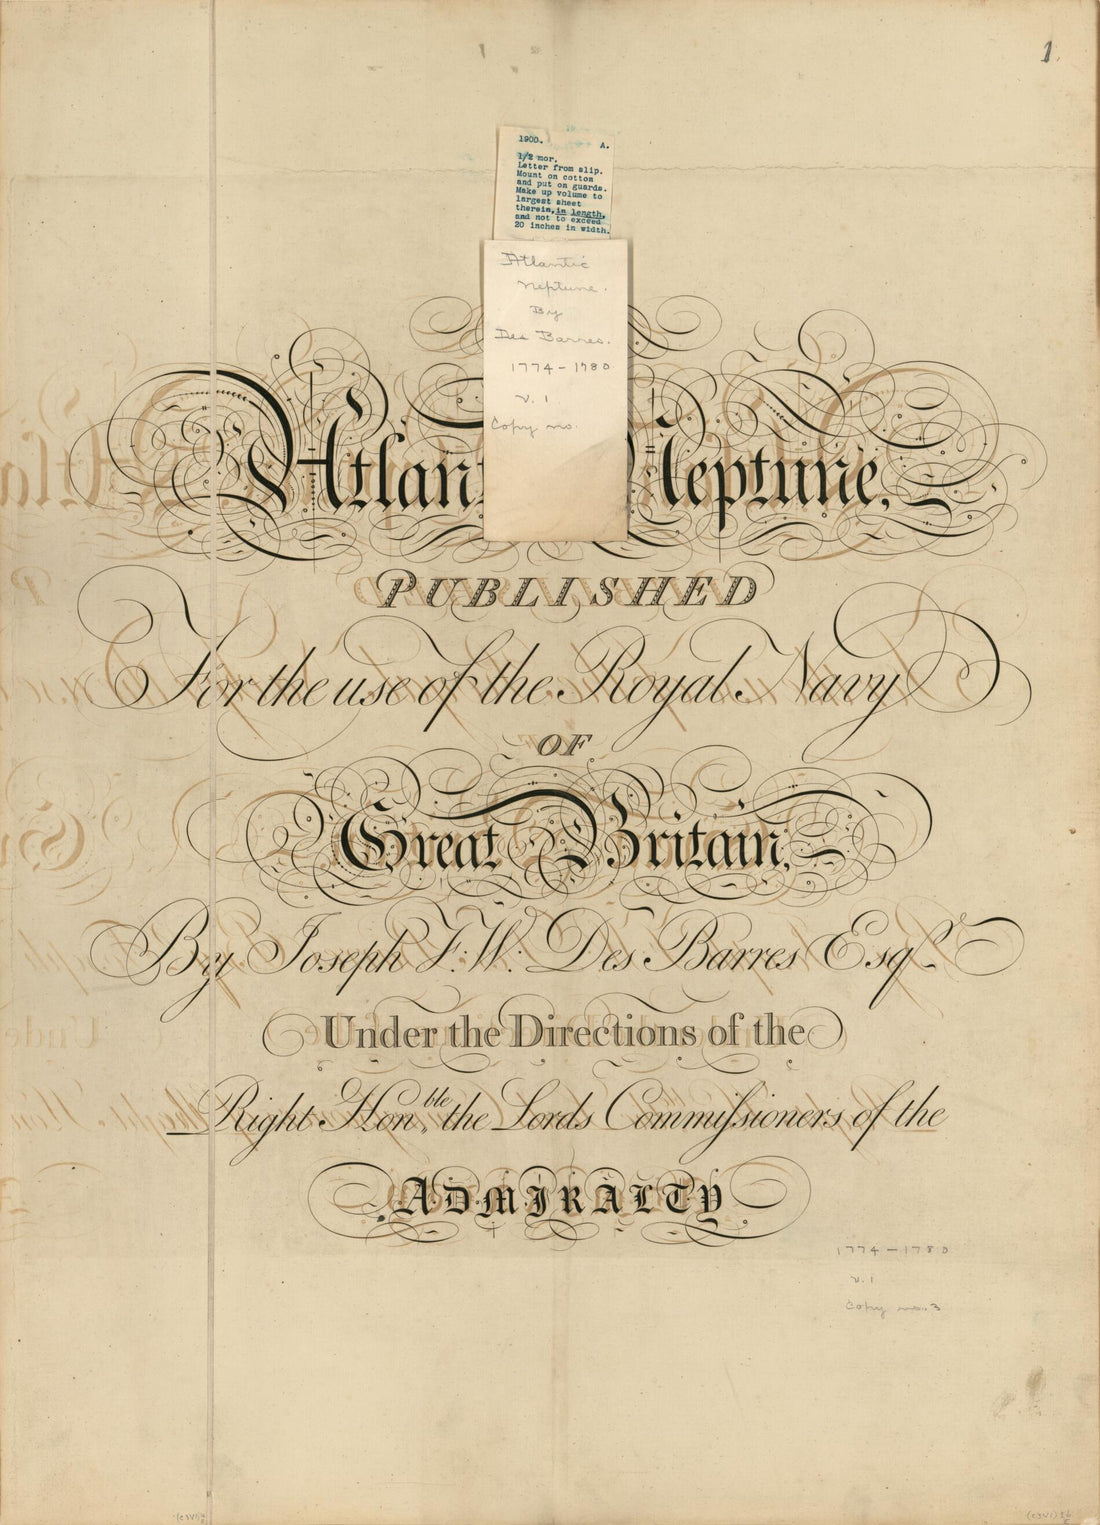 1.
1900. A.
1/2 mor.
Letter from slip.
Mount on cotton
and put on guards.
Make up volume to
largest sheet
therein, in length,
and not to exceed
20 inches in width.
Atlantic
Neptune.
By
Des Barres.
1774-1780
v. 1
Copy no.
Atlan Neptune,
PUBLISHED
For the use of the Royal Navy
OF
Great Britain,
By Joseph F: W: Des Barres Esqr.
Under the Directions of the
Right Honble. the Lords Commiſsioners of the
ADMIRALTY
1774-1780
v. 1
Copy no. 3